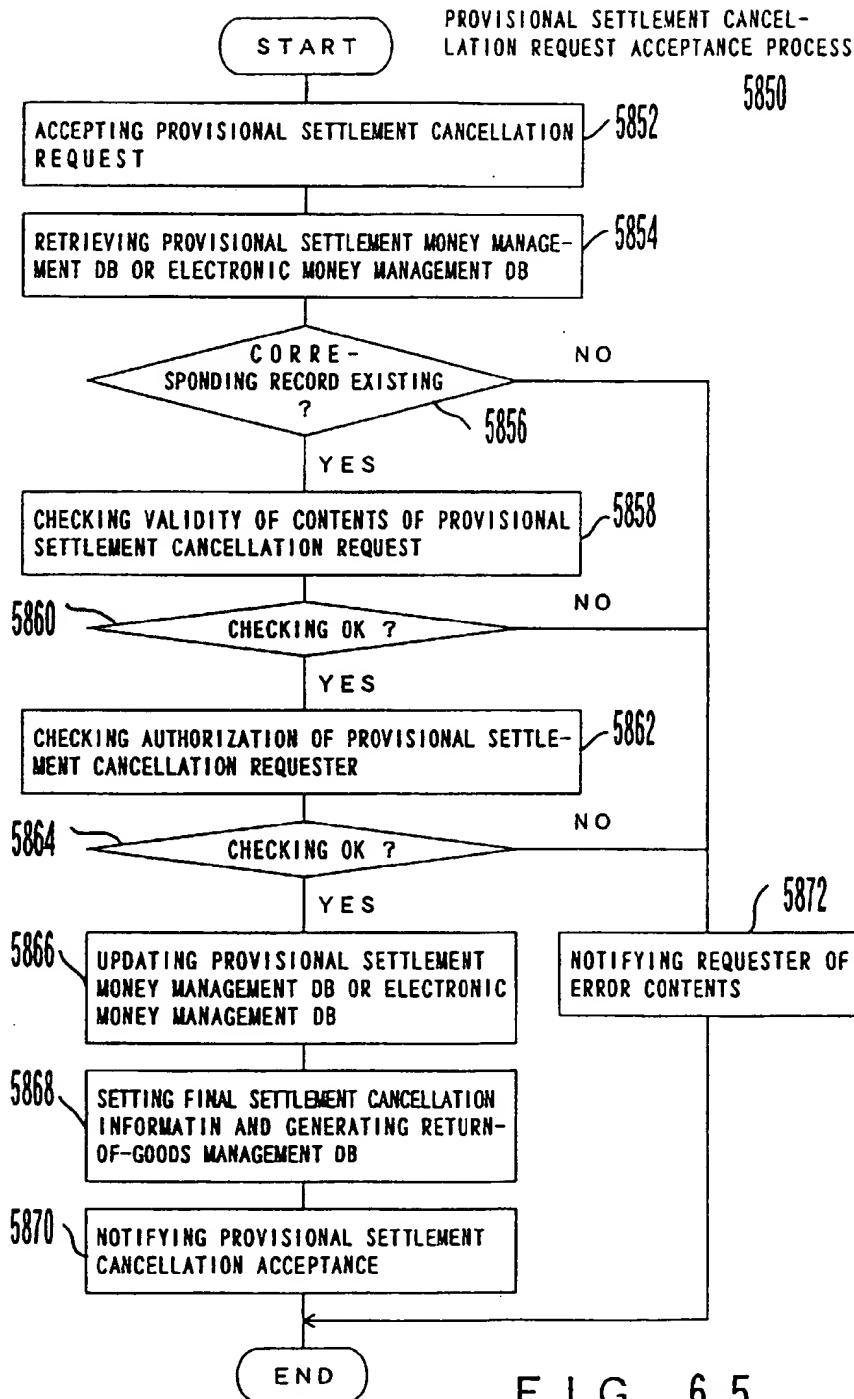 PROVISIONAL SETTLEMENT CANCEL-
LATION REQUEST ACCEPTANCE PROCESS
5850
START
ACCEPTING PROVISIONAL SETTLEMENT CANCELLATION
REQUEST
5852
RETRIEVING PROVISIONAL SETTLEMENT MONEY MANAGE-
MENT DB OR ELECTRONIC MONEY MANAGEMENT DB
5854
CORRE-
SPONDING RECORD EXISTING
?
NO
5856
YES
CHECKING VALIDITY OF CONTENTS OF PROVISIONAL
SETTLEMENT CANCELLATION REQUEST
5858
5860
CHECKING OK ?
NO
YES
CHECKING AUTHORIZATION OF PROVISIONAL SETTLE-
MENT CANCELLATION REQUESTER
5862
5864
CHECKING OK ?
NO
YES
5866
UPDATING PROVISIONAL SETTLEMENT
MONEY MANAGEMENT DB OR ELECTRONIC
MONEY MANAGEMENT DB
5872
NOTIFYING REQUESTER OF
ERROR CONTENTS
5868
SETTING FINAL SETTLEMENT CANCELLATION
INFORMATIN AND GENERATING RETURN-
OF-GOODS MANAGEMENT DB
5870
NOTIFYING PROVISIONAL SETTLEMENT
CANCELLATION ACCEPTANCE
END
FIG. 65